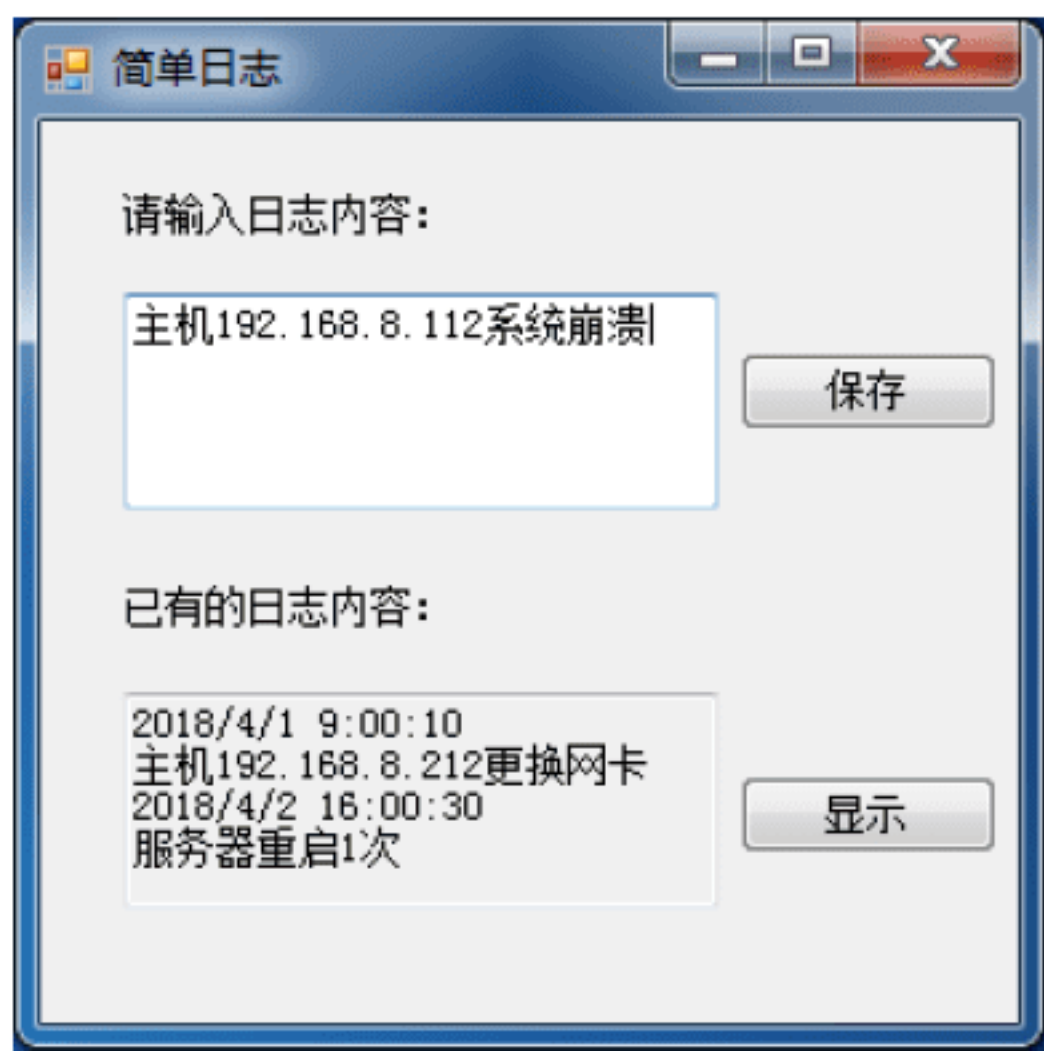 简单日志
请输入日志内容：
主机192.168.8.112系统崩溃
保存
已有的日志内容：
2018/4/1 9:00:10
主机192.168.8.212更换网卡
2018/4/2 16:00:30
服务器重启1次
显示